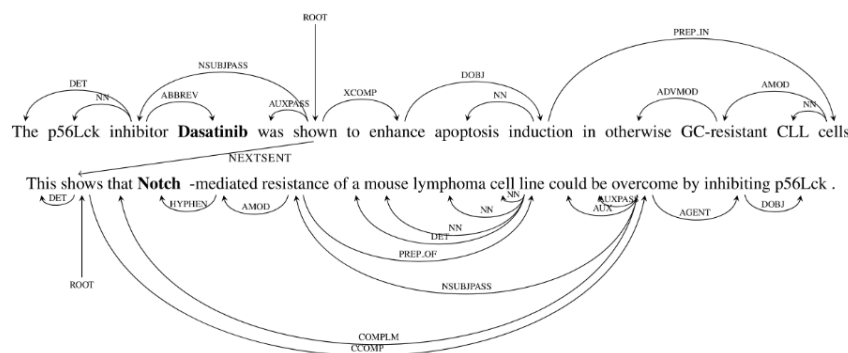 ROOT
PREP_IN
NSUBJPASS
DET
NN
ABBREV
AUXPASS
XCOMP
DOBJ
NN
ADVMOD
AMOD
NN
The p56Lck inhibitor Dasatinib was shown to enhance apoptosis induction in otherwise GC-resistant CLL cells
NEXTSENT
This shows that Notch -mediated resistance of a mouse lymphoma cell line could be overcome by inhibiting p56Lck .
DET
HYPHEN
AMOD
NN
NN
NN
DET
PREP_OF
AUXPASS
AUX
AGENT
DOBJ
NSUBJPASS
ROOT
COMPLM
CCOMP